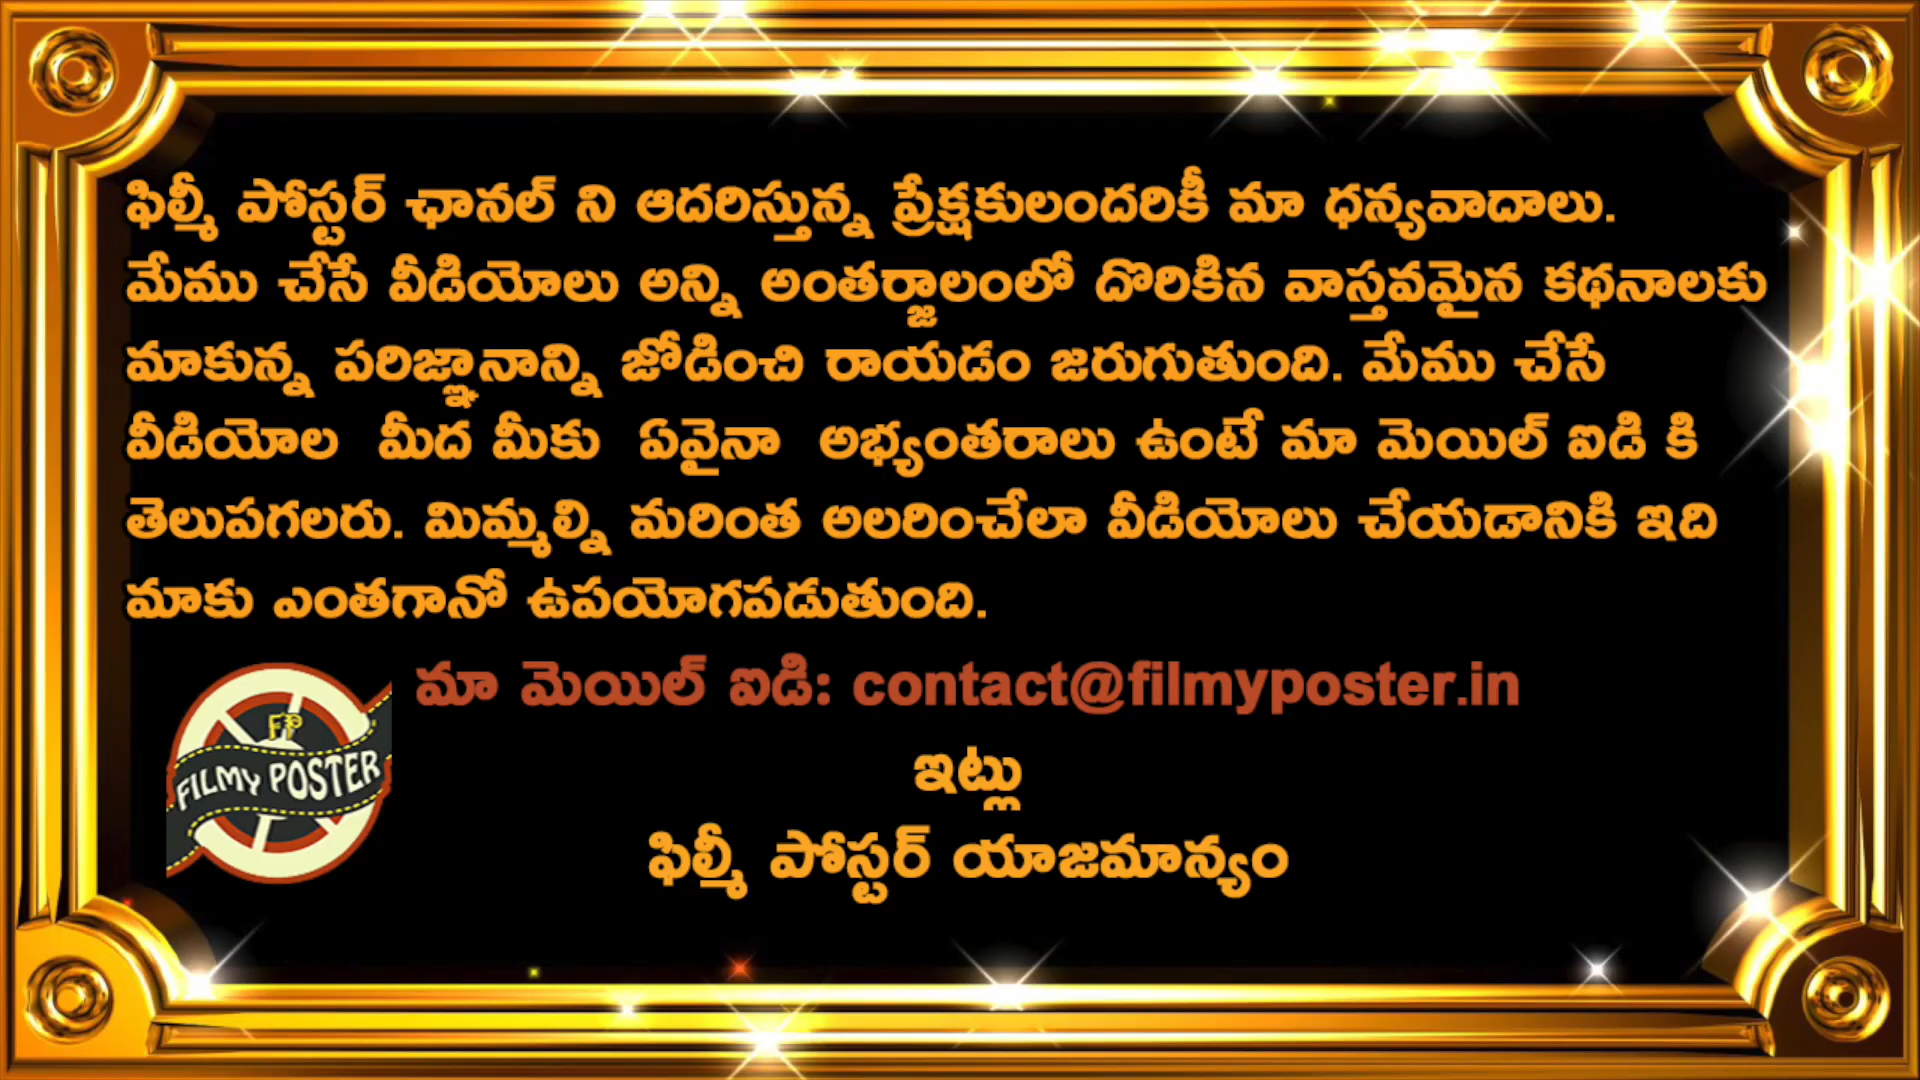 ఫిల్మీ పోస్టర్ ఛానల్ ని ఆదరిస్తున్న ప్రేక్షకులందరికీ మా ధన్యవాదాలు.
మేము చేసే వీడియోలు అన్ని అంతర్జాలంలో దొరికిన వాస్తవమైన కథనాలకు
మాకున్న పరిజ్ఞానాన్ని జోడించి రాయడం జరుగుతుంది. మేము చేసే
వీడియోల మీద మీకు ఏవైనా అభ్యంతరాలు ఉంటే మా మెయిల్ ఐడి కి
తెలుపగలరు. మిమ్మల్ని మరింత అలరించేలా వీడియోలు చేయడానికి ఇది
మాకు ఎంతగానో ఉపయోగపడుతుంది.
మా మెయిల్ ఐడి: contact@filmyposter.in
FP
FILMY POSTER
ఇట్లు
ఫిల్మీ పోస్టర్ యాజమాన్యం